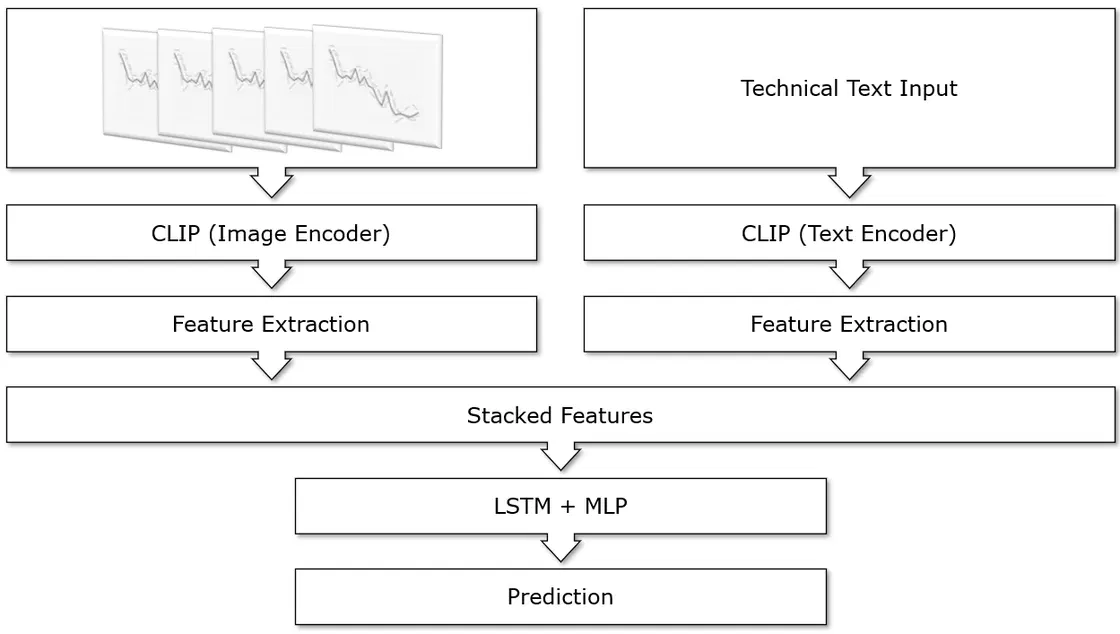 Technical Text Input
CLIP (Image Encoder)
CLIP (Text Encoder)
Feature Extraction
Feature Extraction
Stacked Features
LSTM + MLP
Prediction